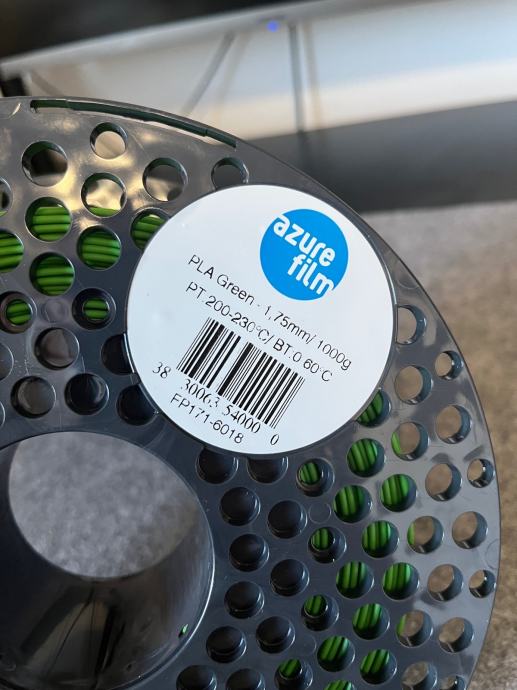 azure
film
PLA Green - 1,75mm/ 1000g
PT 200-230°C/ BT:0 60°C
38 30063 54000 0
FP171-6018